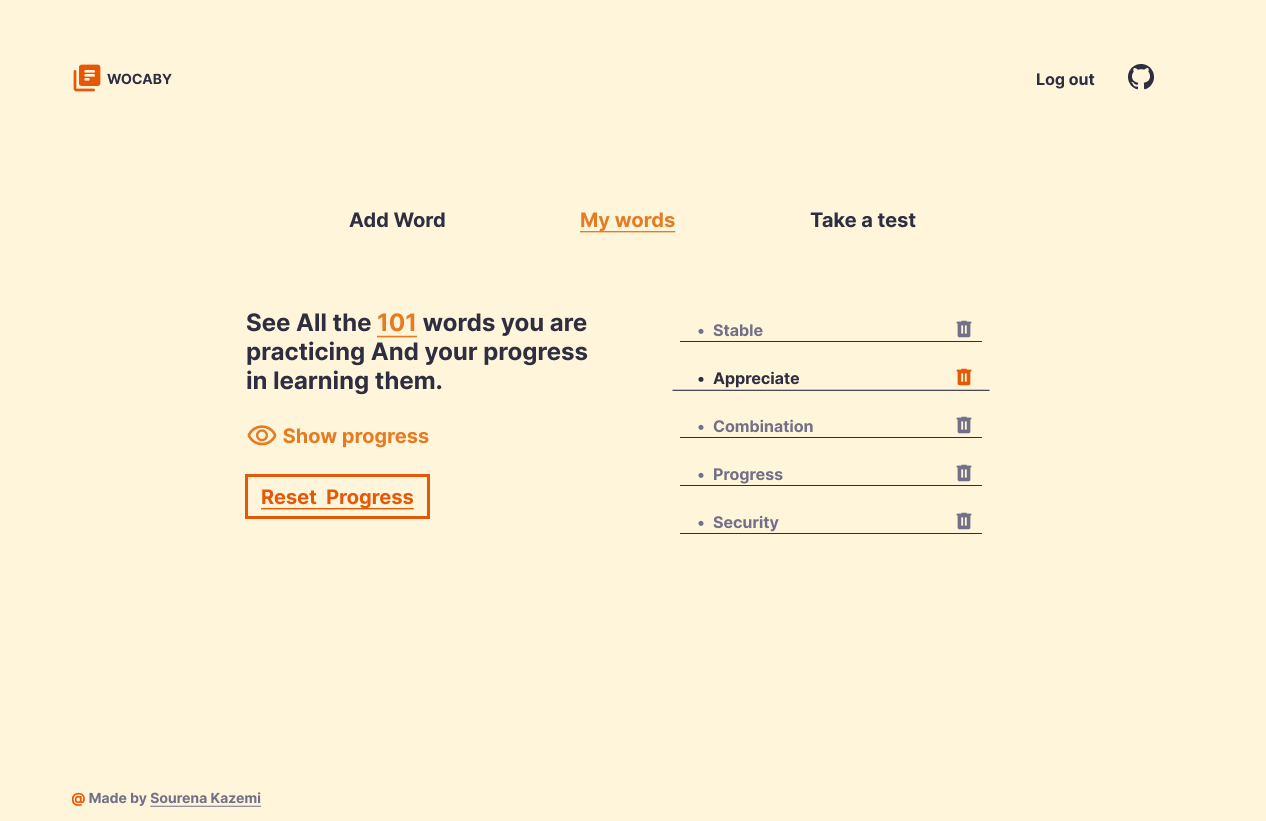 WOCABY
Log out
Add Word
My words
Take a test
See All the 101 words you are
practicing And your progress
in learning them.
Show progress
Reset Progress
• Stable
• Appreciate
• Combination
• Progress
• Security
@ Made by Sourena Kazemi